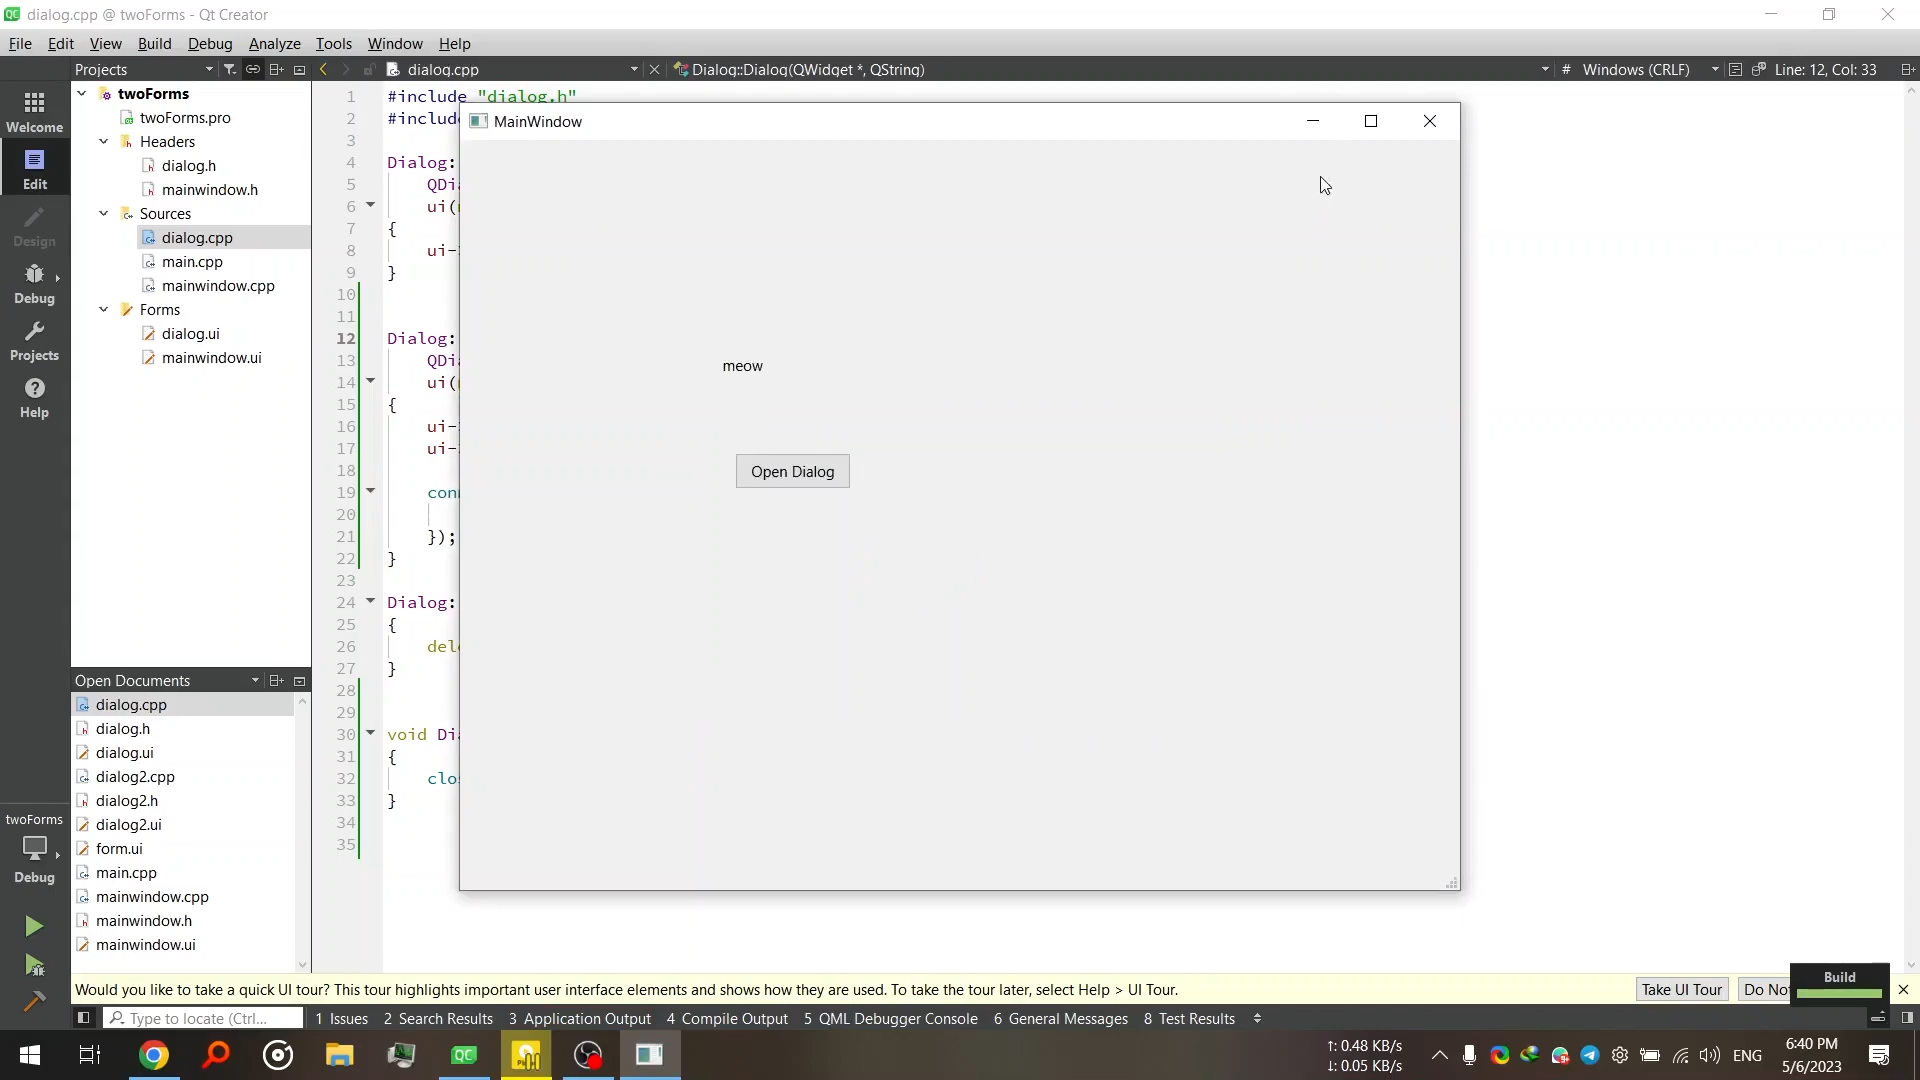 dialog.cpp @ twoForms - Qt Creator
File Edit View Build Debug Analyze Tools Window Help
Projects
dialog.cpp
Dialog::Dialog(QWidget *, QString)
# Windows (CRLF)
Line: 12, Col: 33
Welcome
Edit
Design
Debug
Projects
Help
twoForms
Debug
twoForms
twoForms.pro
Headers
dialog.h
mainwindow.h
Sources
dialog.cpp
main.cpp
mainwindow.cpp
Forms
dialog.ui
mainwindow.ui
Open Documents
dialog.cpp
dialog.h
dialog.ui
dialog2.cpp
dialog2.h
dialog2.ui
form.ui
main.cpp
mainwindow.cpp
mainwindow.h
mainwindow.ui
1 #include "dialog.h"
2 #include
3
4 Dialog:
5 QDi
6 ui(
7 {
8 ui-
9 }
10
11
12 Dialog:
13 QDi
14 ui(
15 {
16 ui-
17 ui-
18
19 con
20
21 });
22 }
23
24 Dialog:
25 {
26 del
27 }
28
29
30 void Di
31 {
32 clo
33 }
34
35
MainWindow
meow
Open Dialog
Would you like to take a quick UI tour? This tour highlights important user interface elements and shows how they are used. To take the tour later, select Help > UI Tour.
Take UI Tour
Do No
Build
Type to locate (Ctrl...
1 Issues 2 Search Results 3 Application Output 4 Compile Output 5 QML Debugger Console 6 General Messages 8 Test Results
↑: 0.48 KB/s
↓: 0.05 KB/s
ENG
6:40 PM
5/6/2023